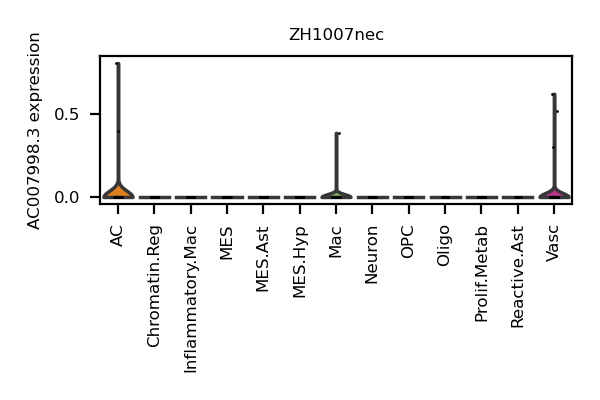 ZH1007nec
AC007998.3 expression
0.5
0.0
AC
Chromatin.Reg
Inflammatory.Mac
MES
MES.Ast
MES.Hyp
Mac
Neuron
OPC
Oligo
Prolif.Metab
Reactive.Ast
Vasc